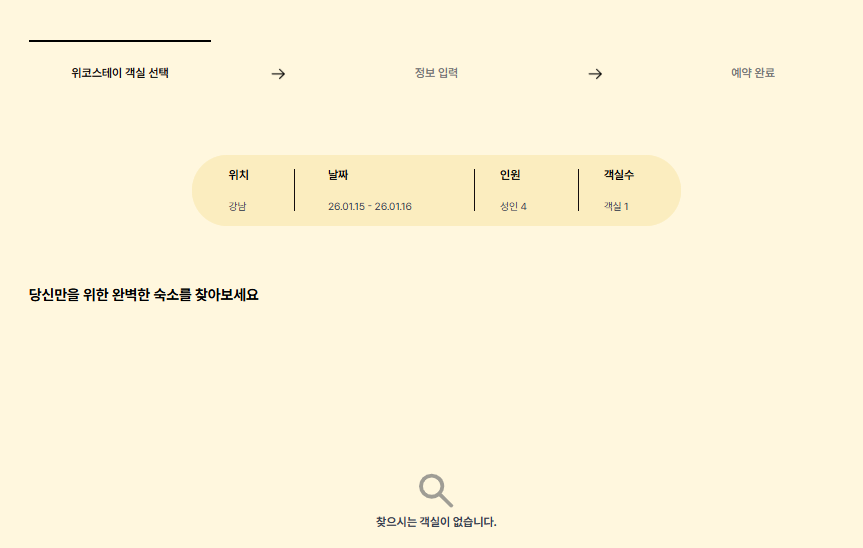 위코스테이 객실 선택 → 정보 입력 → 예약 완료
위치 날짜 인원 객실수
강남 26.01.15 - 26.01.16 성인 4 객실 1
당신만을 위한 완벽한 숙소를 찾아보세요
찾으시는 객실이 없습니다.